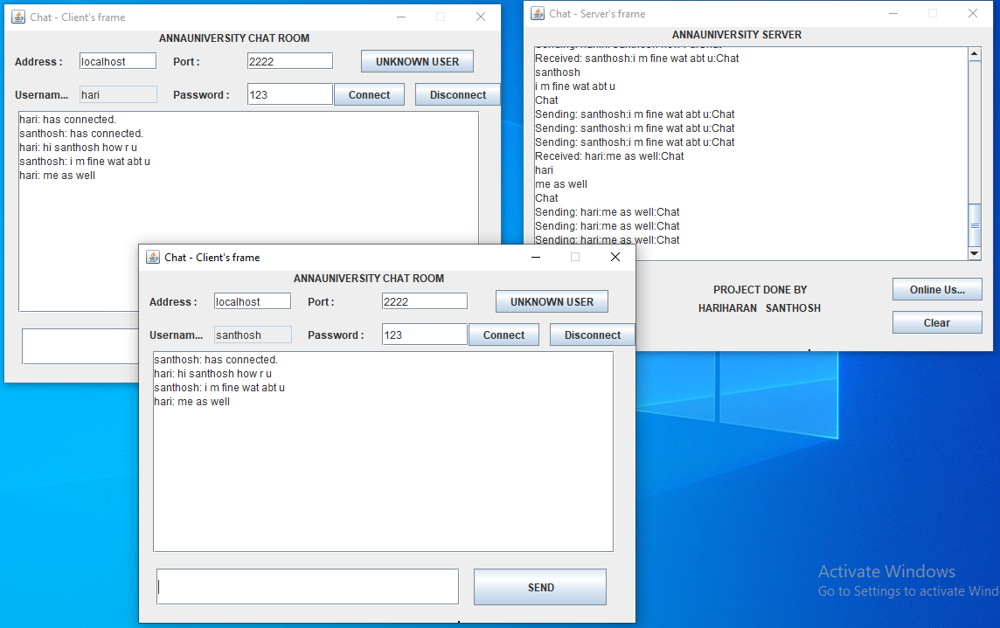 Chat - Client's frame
ANNAUNIVERSITY CHAT ROOM
Address :
localhost
Port :
2222
UNKNOWN USER
Usernam...
hari
Password :
123
Connect
Disconnect
hari: has connected.
santhosh: has connected.
hari: hi santhosh how r u
santhosh: i m fine wat abt u
hari: me as well
Chat - Server's frame
ANNAUNIVERSITY SERVER
Received: santhosh:i m fine wat abt u:Chat
santhosh
i m fine wat abt u
Chat
Sending: santhosh:i m fine wat abt u:Chat
Sending: santhosh:i m fine wat abt u:Chat
Sending: santhosh:i m fine wat abt u:Chat
Received: hari:me as well:Chat
hari
me as well
Chat
Sending: hari:me as well:Chat
Sending: hari:me as well:Chat
Sending: hari:me as well:Chat
PROJECT DONE BY
HARIHARAN SANTHOSH
Online Us...
Clear
Chat - Client's frame
ANNAUNIVERSITY CHAT ROOM
Address :
localhost
Port :
2222
UNKNOWN USER
Usernam...
santhosh
Password :
123
Connect
Disconnect
santhosh: has connected.
hari: hi santhosh how r u
santhosh: i m fine wat abt u
hari: me as well
SEND
Activate Windows
Go to Settings to activate Wind